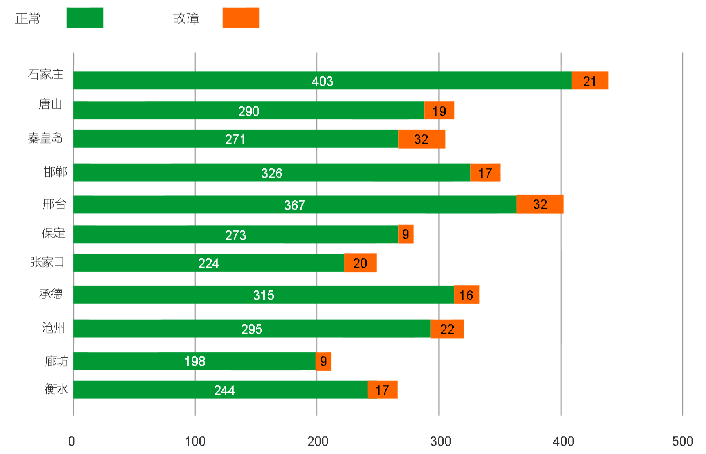 正常 故障
石家庄 403 21
唐山 290 19
秦皇岛 271 32
邯郸 326 17
邢台 367 32
保定 273 9
张家口 224 20
承德 315 16
沧州 295 22
廊坊 198 9
衡水 244 17
0 100 200 300 400 500